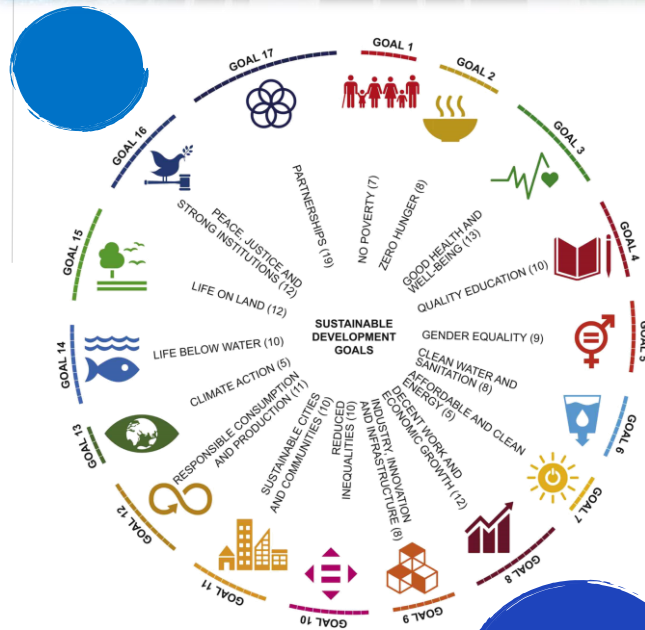 SUSTAINABLE
DEVELOPMENT
GOALS
GOAL 1
NO POVERTY (7)
GOAL 2
ZERO HUNGER (8)
GOAL 3
GOOD HEALTH AND
WELL-BEING (13)
GOAL 4
QUALITY EDUCATION (10)
GOAL 5
GENDER EQUALITY (9)
GOAL 6
CLEAN WATER AND
SANITATION (8)
GOAL 7
AFFORDABLE AND CLEAN
ENERGY (5)
GOAL 8
DECENT WORK AND
ECONOMIC GROWTH (12)
GOAL 9
INDUSTRY, INNOVATION
AND INFRASTRUCTURE (8)
GOAL 10
REDUCED
INEQUALITIES (10)
GOAL 11
SUSTAINABLE CITIES
AND COMMUNITIES (10)
GOAL 12
RESPONSIBLE CONSUMPTION
AND PRODUCTION (11)
GOAL 13
CLIMATE ACTION (5)
GOAL 14
LIFE BELOW WATER (10)
GOAL 15
LIFE ON LAND (12)
GOAL 16
PEACE, JUSTICE AND
STRONG INSTITUTIONS (12)
GOAL 17
PARTNERSHIPS (19)